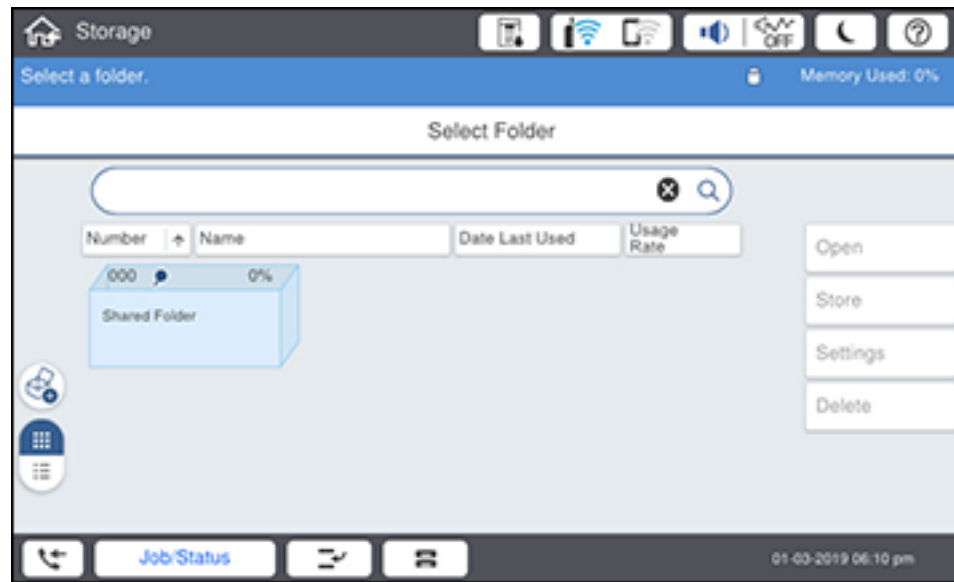 Storage
OFF
Select a folder.
Memory Used: 0%
Select Folder
Number
Name
Date Last Used
Usage
Rate
000
0%
Shared Folder
Open
Store
Settings
Delete
Job/Status
01-03-2019 06:10 pm